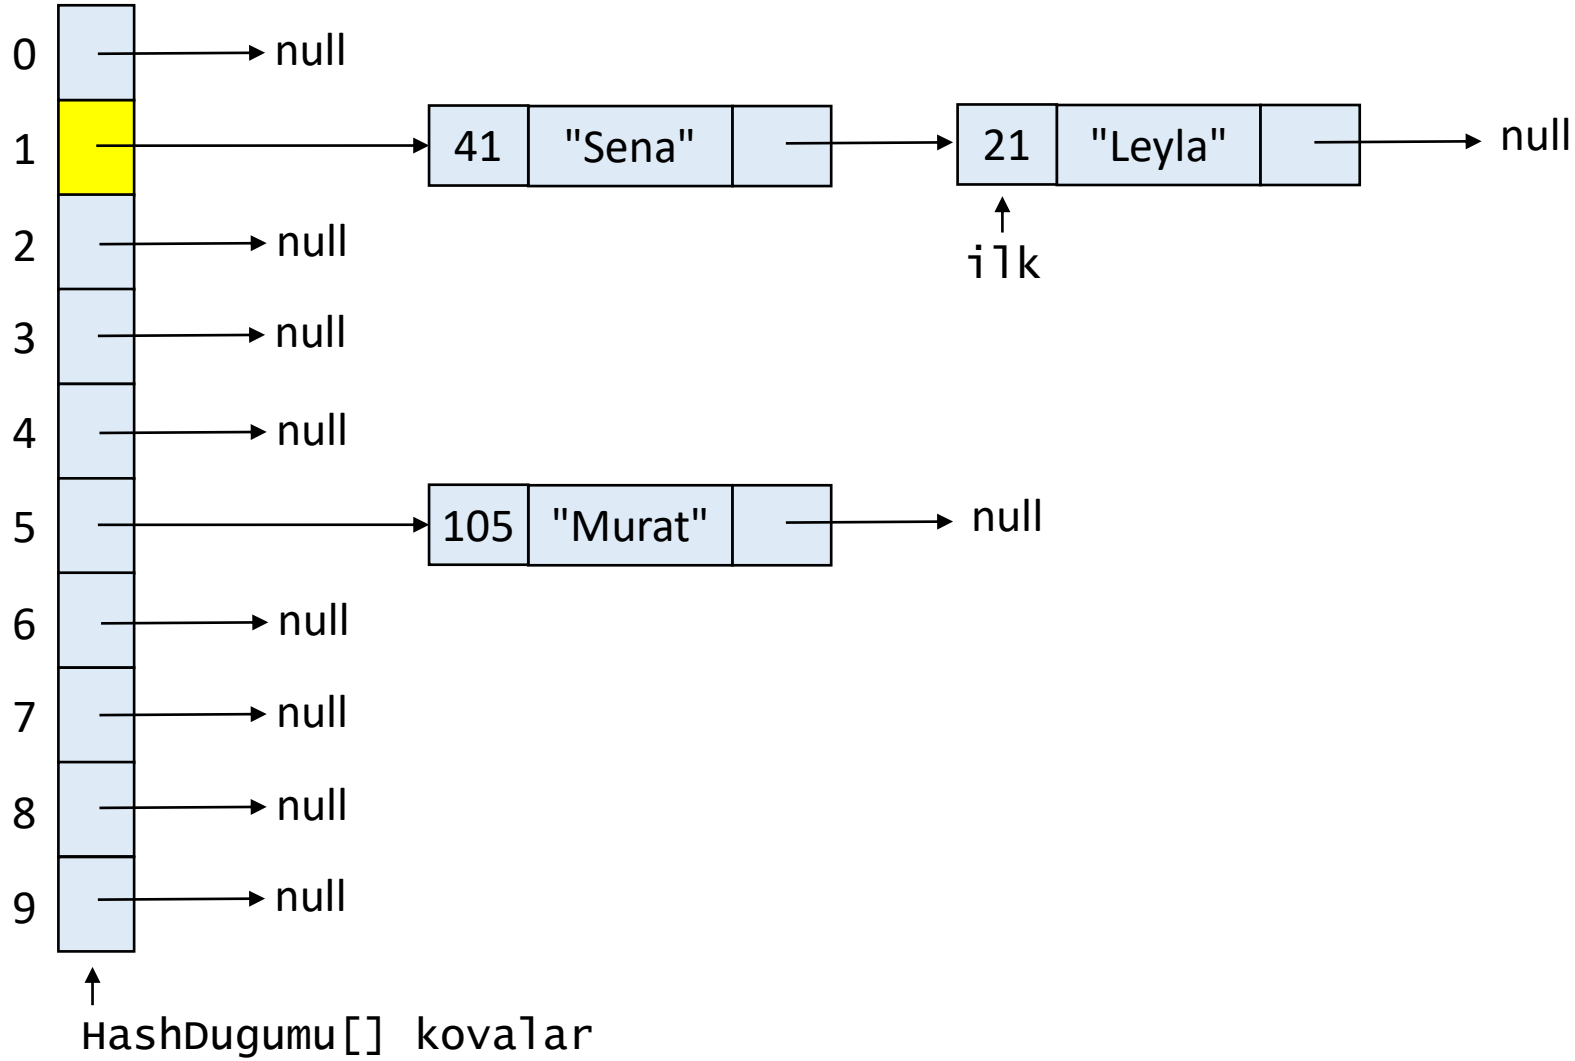 0 null
1 41 "Sena" 21 "Leyla" null
2 null
ilk
3 null
4 null
5 105 "Murat" null
6 null
7 null
8 null
9 null
HashDugumu[] kovalar